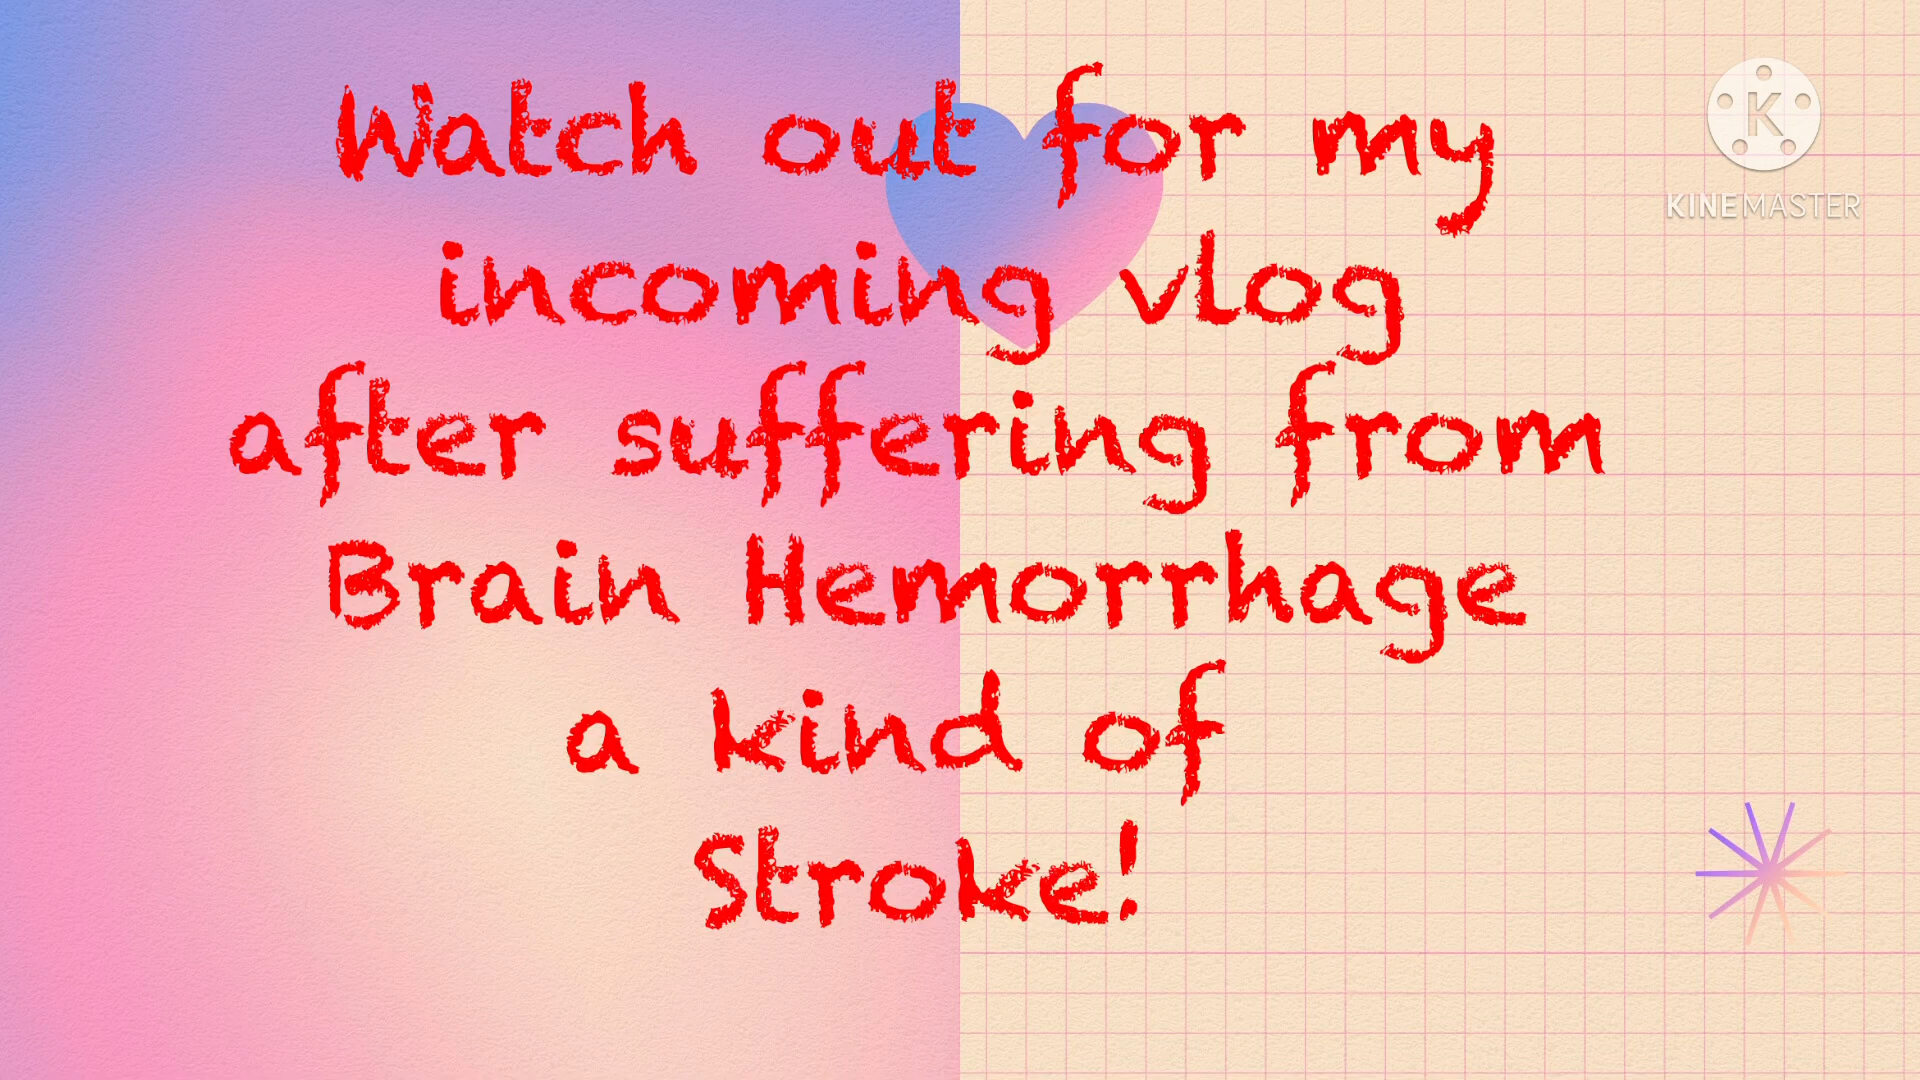 Watch out for my
incoming vlog
after suffering from
Brain Hemorrhage
a kind of
Stroke!
K
KINEMASTER